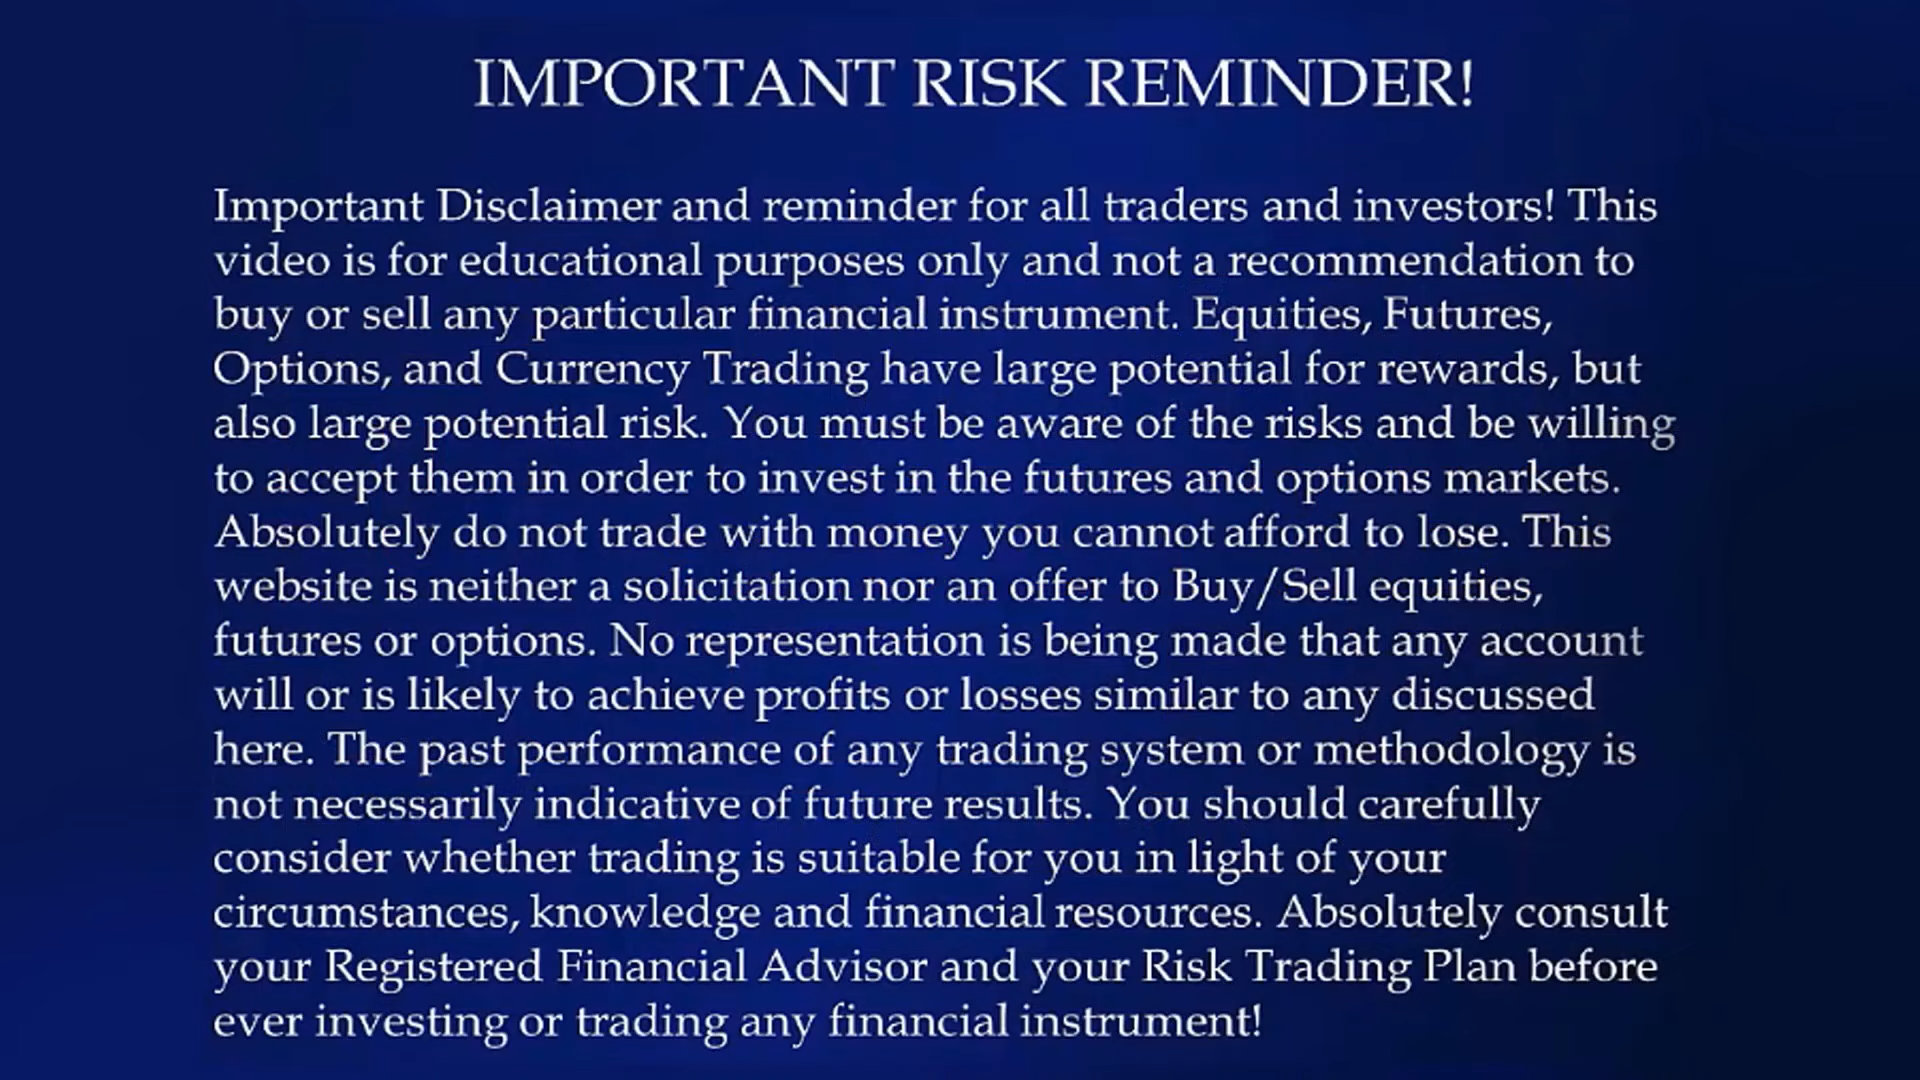 IMPORTANT RISK REMINDER!
Important Disclaimer and reminder for all traders and investors! This
video is for educational purposes only and not a recommendation to
buy or sell any particular financial instrument. Equities, Futures,
Options, and Currency Trading have large potential for rewards, but
also large potential risk. You must be aware of the risks and be willing
to accept them in order to invest in the futures and options markets.
Absolutely do not trade with money you cannot afford to lose. This
website is neither a solicitation nor an offer to Buy/Sell equities,
futures or options. No representation is being made that any account
will or is likely to achieve profits or losses similar to any discussed
here. The past performance of any trading system or methodology is
not necessarily indicative of future results. You should carefully
consider whether trading is suitable for you in light of your
circumstances, knowledge and financial resources. Absolutely consult
your Registered Financial Advisor and your Risk Trading Plan before
ever investing or trading any financial instrument!